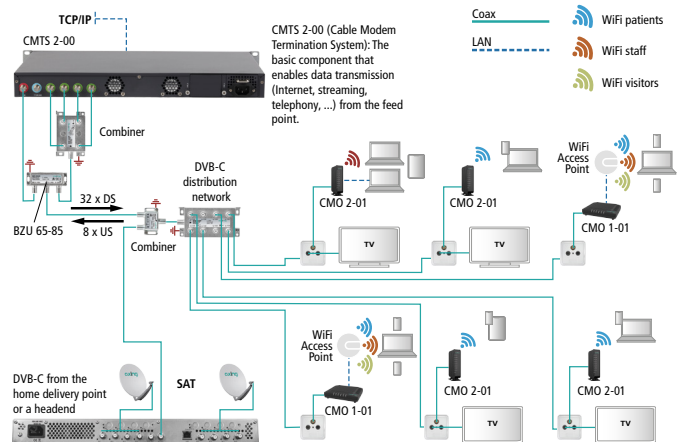 TCP/IP
CMTS 2-00
CMTS 2-00 (Cable Modem
Termination System): The
basic component that
enables data transmission
(Internet, streaming,
telephony, ...) from the feed
point.
Coax
LAN
WiFi patients
WiFi staff
WiFi visitors
Combiner
BZU 65-85
32 x DS
8 x US
Combiner
DVB-C
distribution
network
CMO 2-01
TV
CMO 2-01
TV
WiFi
Access
Point
CMO 1-01
WiFi
Access
Point
CMO 1-01
CMO 2-01
TV
CMO 2-01
TV
DVB-C from the
home delivery point
or a headend
SAT